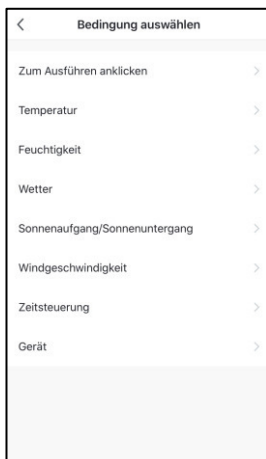 Bedingung auswählen
Zum Ausführen anklicken
Temperatur
Feuchtigkeit
Wetter
Sonnenaufgang/Sonnenuntergang
Windgeschwindigkeit
Zeitsteuerung
Gerät